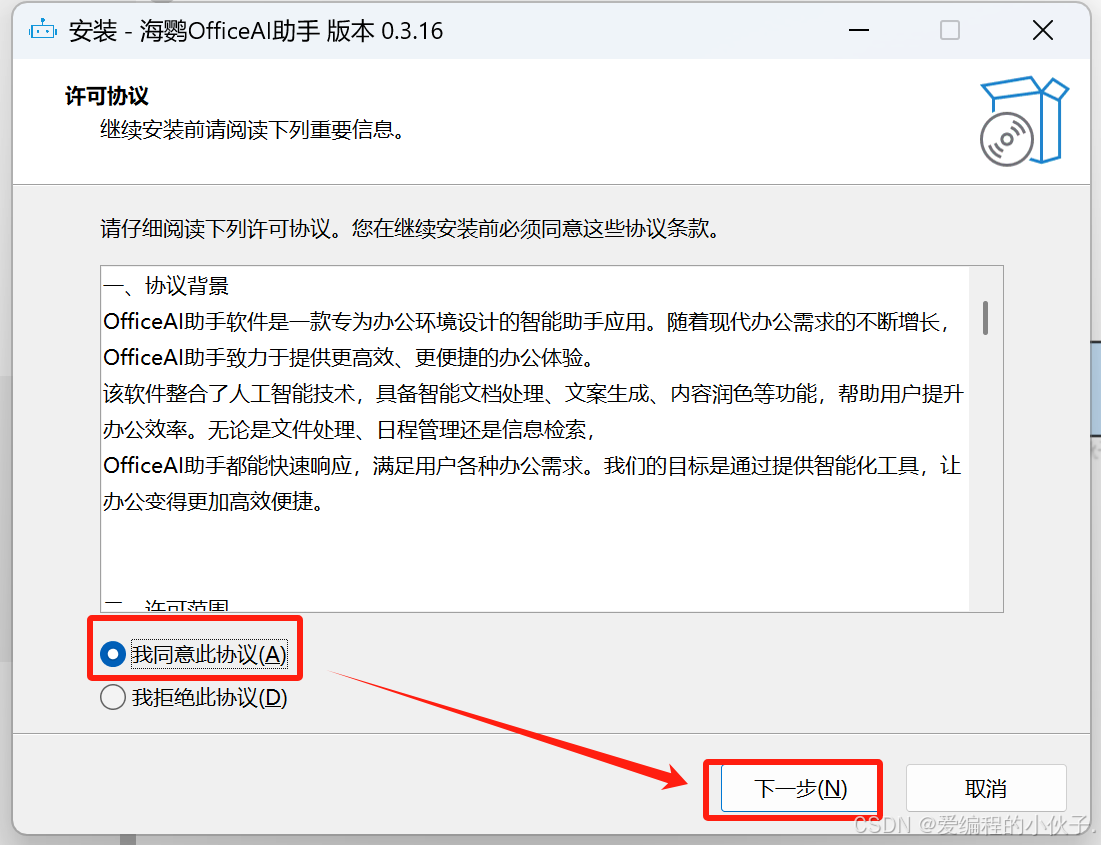 安装 - 海鹦OfficeAI助手 版本 0.3.16
许可协议
继续安装前请阅读下列重要信息。
请仔细阅读下列许可协议。您在继续安装前必须同意这些协议条款。
一、协议背景
OfficeAI助手软件是一款专为办公环境设计的智能助手应用。随着现代办公需求的不断增长，
OfficeAI助手致力于提供更高效、更便捷的办公体验。
该软件整合了人工智能技术，具备智能文档处理、文案生成、内容润色等功能，帮助用户提升
办公效率。无论是文件处理、日程管理还是信息检索，
OfficeAI助手都能快速响应，满足用户各种办公需求。我们的目标是通过提供智能化工具，让
办公变得更加高效便捷。
二、许可范围
我同意此协议(A)
我拒绝此协议(D)
下一步(N)
取消
CSDN @爱编程的小伙子.